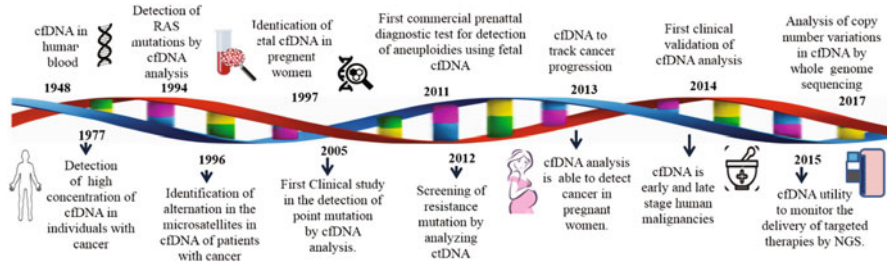 cfDNA in
human
blood
1948
Detection of
RAS
mutations by
cfDNA
analysis
1994
Identication of
etal cfDNA in
pregnant
women
1997
First commercial prenattal
diagnostic test for detection
of aneuploidies using fetal
cfDNA
2011
cfDNA to
track cancer
progression
2013
First clinical
validation of
cfDNA analysis
2014
Analysis of copy
number variations
in cfDNA by
whole genome
sequencing
2017
1977
Detection
of high
concentration of
cfDNA in
individuals with
cancer
1996
Identification of
alternation in the
microsatellites in
cfDNA of patients
with cancer
2005
First Clinical study
in the detection of
point mutation
by cfDNA
analysis.
2012
Screening of
resistance
mutation by
analyzing
ctDNA
cfDNA analysis
is able to detect
cancer in
pregnant
women.
cfDNA is
early and late
stage human
malignancies
2015
cfDNA utility
to monitor the
delivery of targeted
therapies by NGS.